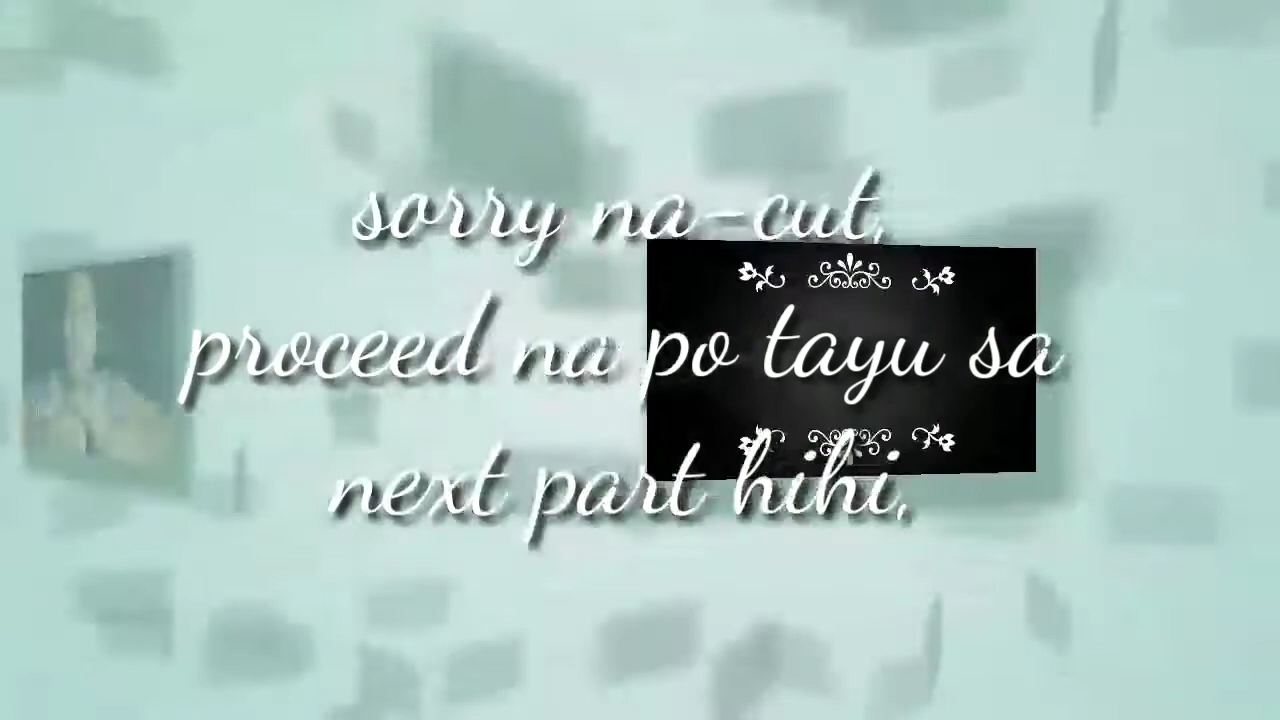 sorry na-cut,
proceed na po tayu sa
next part hihi,